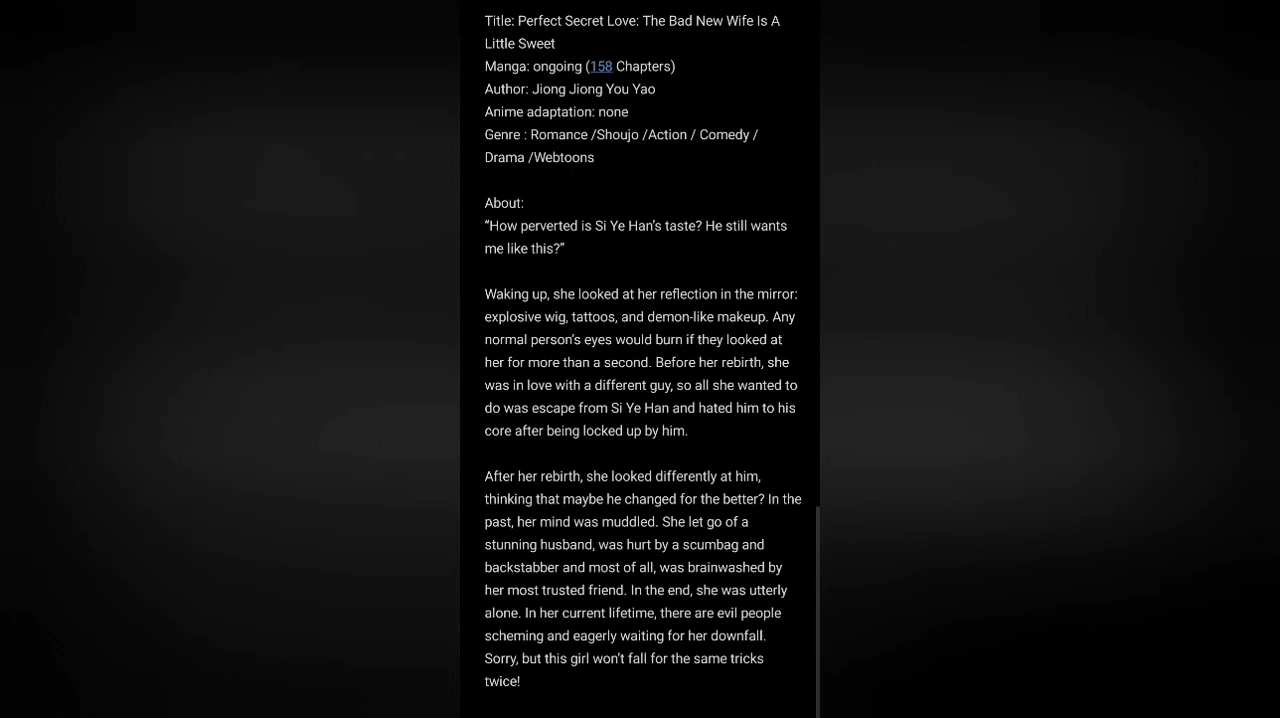 Title: Perfect Secret Love: The Bad New Wife Is A
Little Sweet
Manga: ongoing (158 Chapters)
Author: Jiong Jiong You Yao
Anime adaptation: none
Genre : Romance /Shoujo /Action / Comedy /
Drama /Webtoons
About:
“How perverted is Si Ye Han’s taste? He still wants
me like this?”
Waking up, she looked at her reflection in the mirror:
explosive wig, tattoos, and demon-like makeup. Any
normal person’s eyes would burn if they looked at
her for more than a second. Before her rebirth, she
was in love with a different guy, so all she wanted to
do was escape from Si Ye Han and hated him to his
core after being locked up by him.
After her rebirth, she looked differently at him,
thinking that maybe he changed for the better? In the
past, her mind was muddled. She let go of a
stunning husband, was hurt by a scumbag and
backstabber and most of all, was brainwashed by
her most trusted friend. In the end, she was utterly
alone. In her current lifetime, there are evil people
scheming and eagerly waiting for her downfall.
Sorry, but this girl won’t fall for the same tricks
twice!